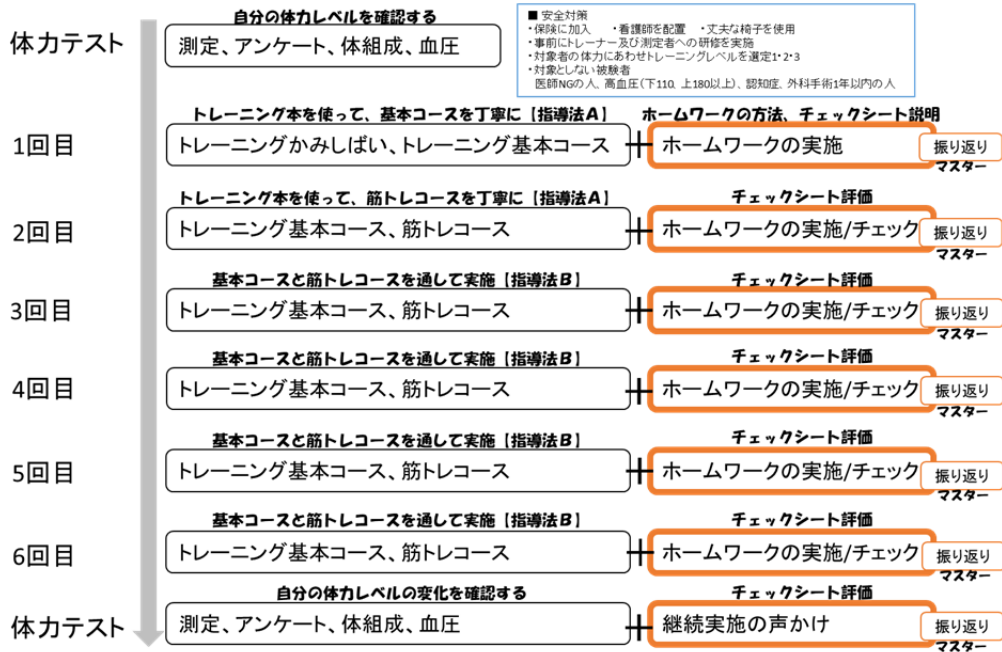 自分の体力レベルを確認する
体力テスト
測定、アンケート、体組成、血圧
■ 安全対策
・保険に加入　・看護師を配置　・丈夫な椅子を使用
・事前にトレーナー及び測定者への研修を実施
・対象者の体力にあわせトレーニングレベルを選定1・2・3
・対象としない被験者
医師NGの人、高血圧(下110、上180以上)、認知症、外科手術1年以内の人
トレーニング本を使って、基本コースを丁寧に【指導法A】
ホームワークの方法、チェックシート説明
1回目
トレーニングかみしばい、トレーニング基本コース
+
ホームワークの実施
振り返り
マスター
トレーニング本を使って、筋トレコースを丁寧に【指導法A】
チェックシート評価
2回目
トレーニング基本コース、筋トレコース
+
ホームワークの実施/チェック
振り返り
マスター
基本コースと筋トレコースを通して実施【指導法B】
チェックシート評価
3回目
トレーニング基本コース、筋トレコース
+
ホームワークの実施/チェック
振り返り
マスター
基本コースと筋トレコースを通して実施【指導法B】
チェックシート評価
4回目
トレーニング基本コース、筋トレコース
+
ホームワークの実施/チェック
振り返り
マスター
基本コースと筋トレコースを通して実施【指導法B】
チェックシート評価
5回目
トレーニング基本コース、筋トレコース
+
ホームワークの実施/チェック
振り返り
マスター
基本コースと筋トレコースを通して実施【指導法B】
チェックシート評価
6回目
トレーニング基本コース、筋トレコース
+
ホームワークの実施/チェック
振り返り
マスター
自分の体力レベルの変化を確認する
チェックシート評価
体力テスト
測定、アンケート、体組成、血圧
+
継続実施の声かけ
振り返り
マスター